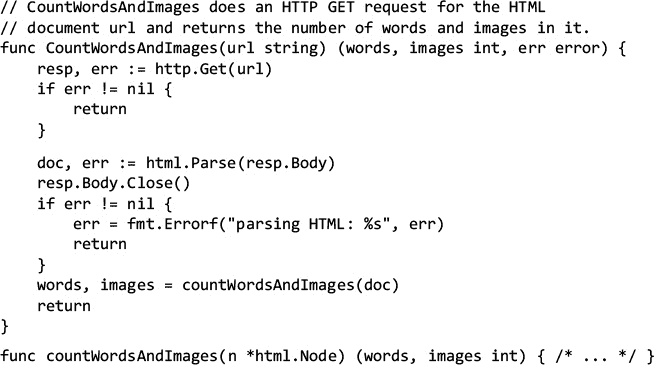 // CountWordsAndImages does an HTTP GET request for the HTML
// document url and returns the number of words and images in it.
func CountWordsAndImages(url string) (words, images int, err error) {
    resp, err := http.Get(url)
    if err != nil {
        return
    }
    doc, err := html.Parse(resp.Body)
    resp.Body.Close()
    if err != nil {
        err = fmt.Errorf("parsing HTML: %s", err)
        return
    }
    words, images = countWordsAndImages(doc)
    return
}
func countWordsAndImages(n *html.Node) (words, images int) { /* ... */ }